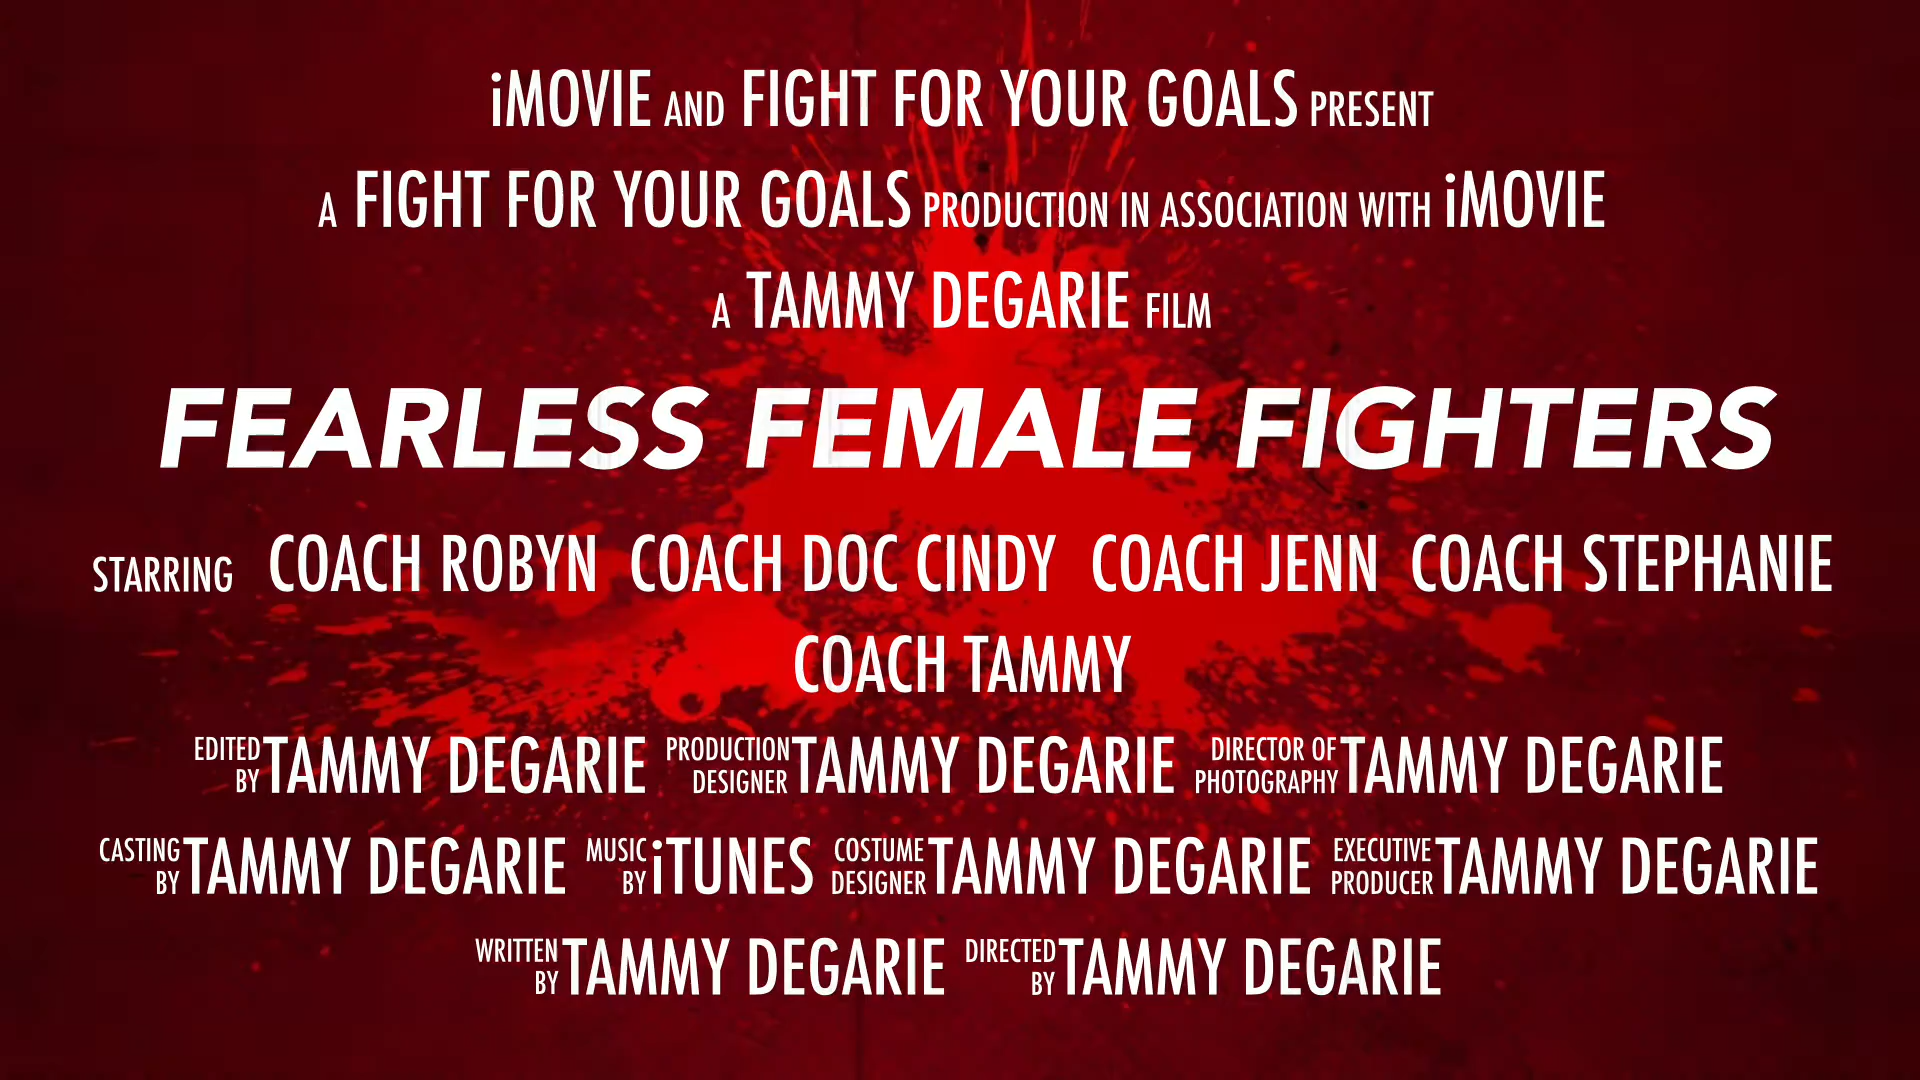 iMOVIE AND FIGHT FOR YOUR GOALS PRESENT
A FIGHT FOR YOUR GOALS PRODUCTION IN ASSOCIATION WITH iMOVIE
A TAMMY DEGARIE FILM
FEARLESS FEMALE FIGHTERS
STARRING COACH ROBYN COACH DOC CINDY COACH JENN COACH STEPHANIE
COACH TAMMY
EDITED BY TAMMY DEGARIE PRODUCTION DESIGNER TAMMY DEGARIE DIRECTOR OF PHOTOGRAPHY TAMMY DEGARIE
CASTING BY TAMMY DEGARIE MUSIC BY iTUNES COSTUME DESIGNER TAMMY DEGARIE EXECUTIVE PRODUCER TAMMY DEGARIE
WRITTEN BY TAMMY DEGARIE DIRECTED BY TAMMY DEGARIE